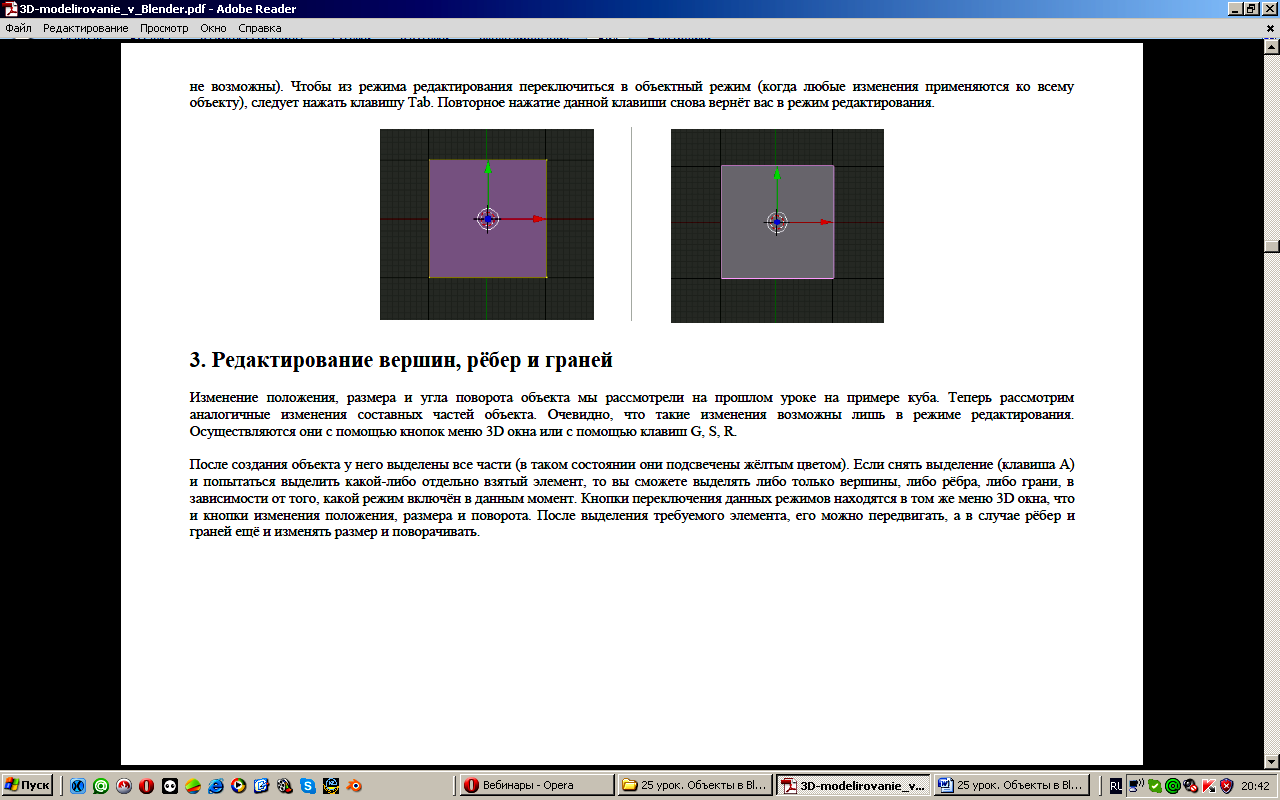 3D-modelirovanie_v_Blender.pdf - Adobe Reader
Файл Редактирование Просмотр Окно Справка
не возможны). Чтобы из режима редактирования переключиться в объектный режим (когда любые изменения применяются ко всему
объекту), следует нажать клавишу Tab. Повторное нажатие данной клавиши снова вернёт вас в режим редактирования.
3. Редактирование вершин, рёбер и граней
Изменение положения, размера и угла поворота объекта мы рассмотрели на прошлом уроке на примере куба. Теперь рассмотрим
аналогичные изменения составных частей объекта. Очевидно, что такие изменения возможны лишь в режиме редактирования.
Осуществляются они с помощью кнопок меню 3D окна или с помощью клавиш G, S, R.
После создания объекта у него выделены все части (в таком состоянии они подсвечены жёлтым цветом). Если снять выделение (клавиша A)
и попытаться выделить какой-либо отдельно взятый элемент, то вы сможете выделять либо только вершины, либо рёбра, либо грани, в
зависимости от того, какой режим включён в данным момент. Кнопки переключения данных режимов находятся в том же меню 3D окна, что
и кнопки изменения положения, размера и поворота. После выделения требуемого элемента, его можно передвигать, а в случае рёбер и
граней ещё и изменять размер и поворачивать.
Пуск Вебинары - Opera 25 урок. Объекты в Bl... 3D-modelirovanie_v_... 25 урок. Объекты в Bl... RU 20:42